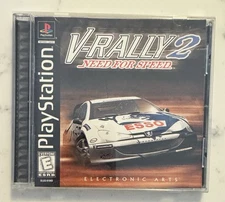 PlayStation
V-RALLY 2
NEED FOR SPEED
ESSO
E
ELECTRONIC ARTS